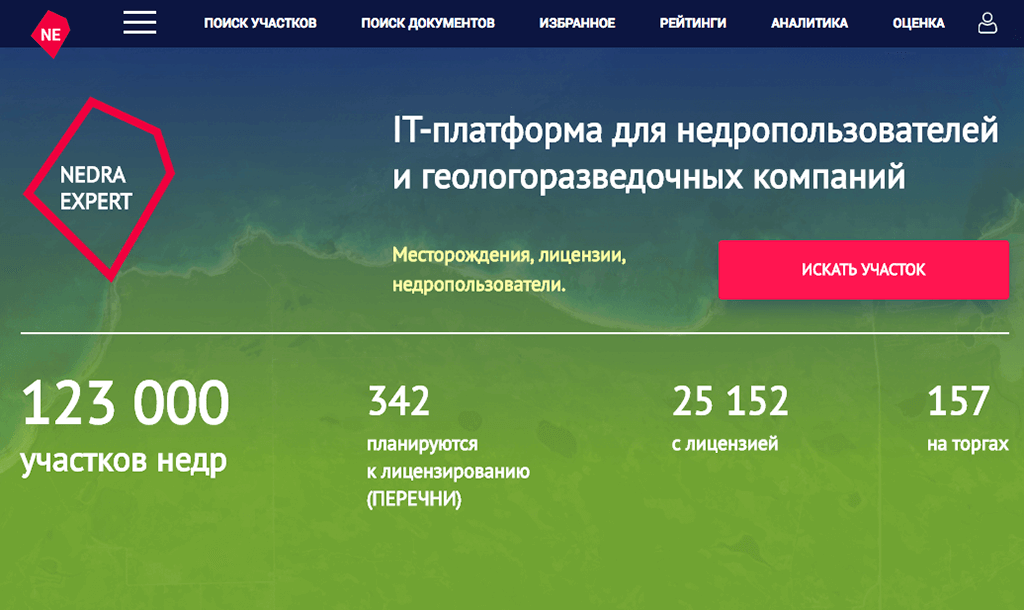 NE
ПОИСК УЧАСТКОВ ПОИСК ДОКУМЕНТОВ ИЗБРАННОЕ РЕЙТИНГИ АНАЛИТИКА ОЦЕНКА
NEDRA
EXPERT
IT-платформа для недропользователей
и геологоразведочных компаний
Месторождения, лицензии,
недропользователи.
ИСКАТЬ УЧАСТОК
123 000
участков недр
342
планируются
к лицензированию
(ПЕРЕЧНИ)
25 152
с лицензией
157
на торгах